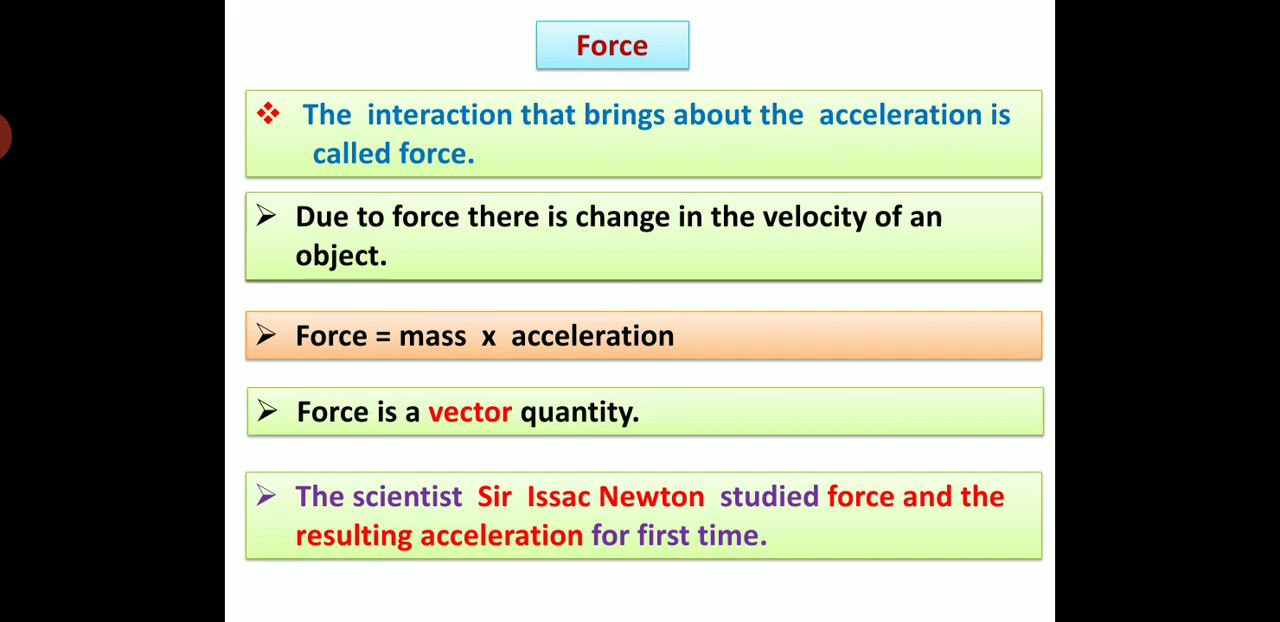 Force
The interaction that brings about the acceleration is
called force.
Due to force there is change in the velocity of an
object.
Force = mass x acceleration
Force is a vector quantity.
The scientist Sir Issac Newton studied force and the
resulting acceleration for first time.